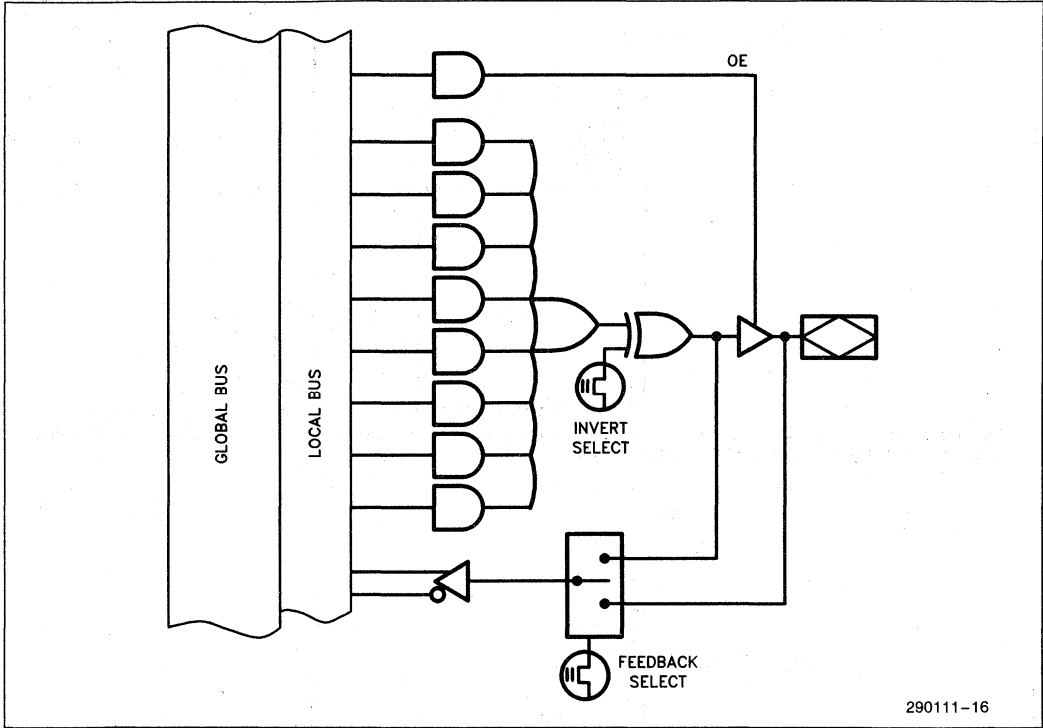 OE
GLOBAL BUS
LOCAL BUS
INVERT
SELECT
FEEDBACK
SELECT
290111-16